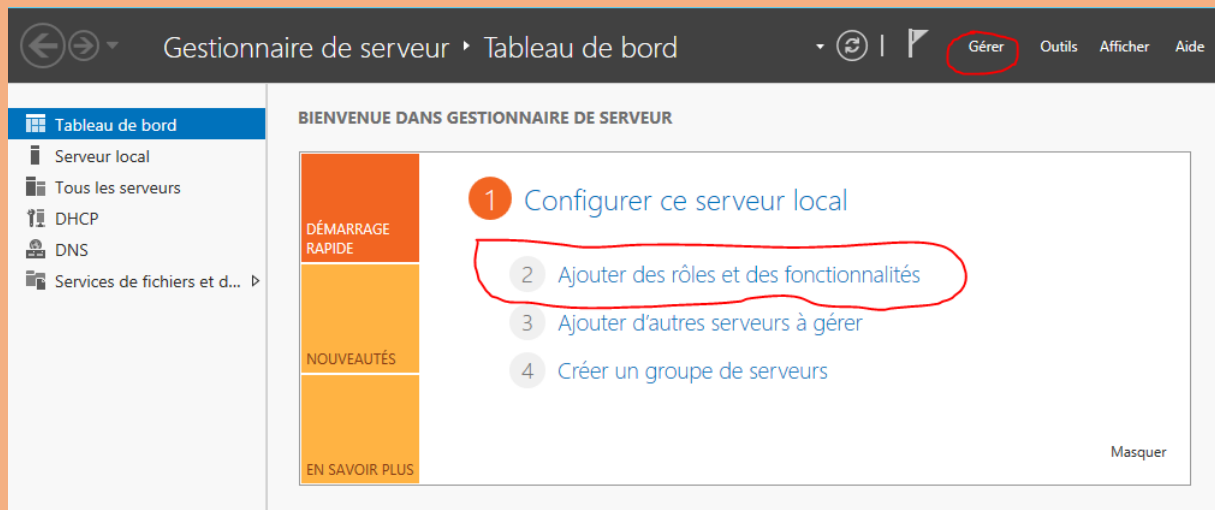 Gestionnaire de serveur ‣ Tableau de bord
Gérer Outils Afficher Aide
Tableau de bord
Serveur local
Tous les serveurs
DHCP
DNS
Services de fichiers et d...
BIENVENUE DANS GESTIONNAIRE DE SERVEUR
DÉMARRAGE
RAPIDE
NOUVEAUTÉS
EN SAVOIR PLUS
1 Configurer ce serveur local
2 Ajouter des rôles et des fonctionnalités
3 Ajouter d'autres serveurs à gérer
4 Créer un groupe de serveurs
Masquer